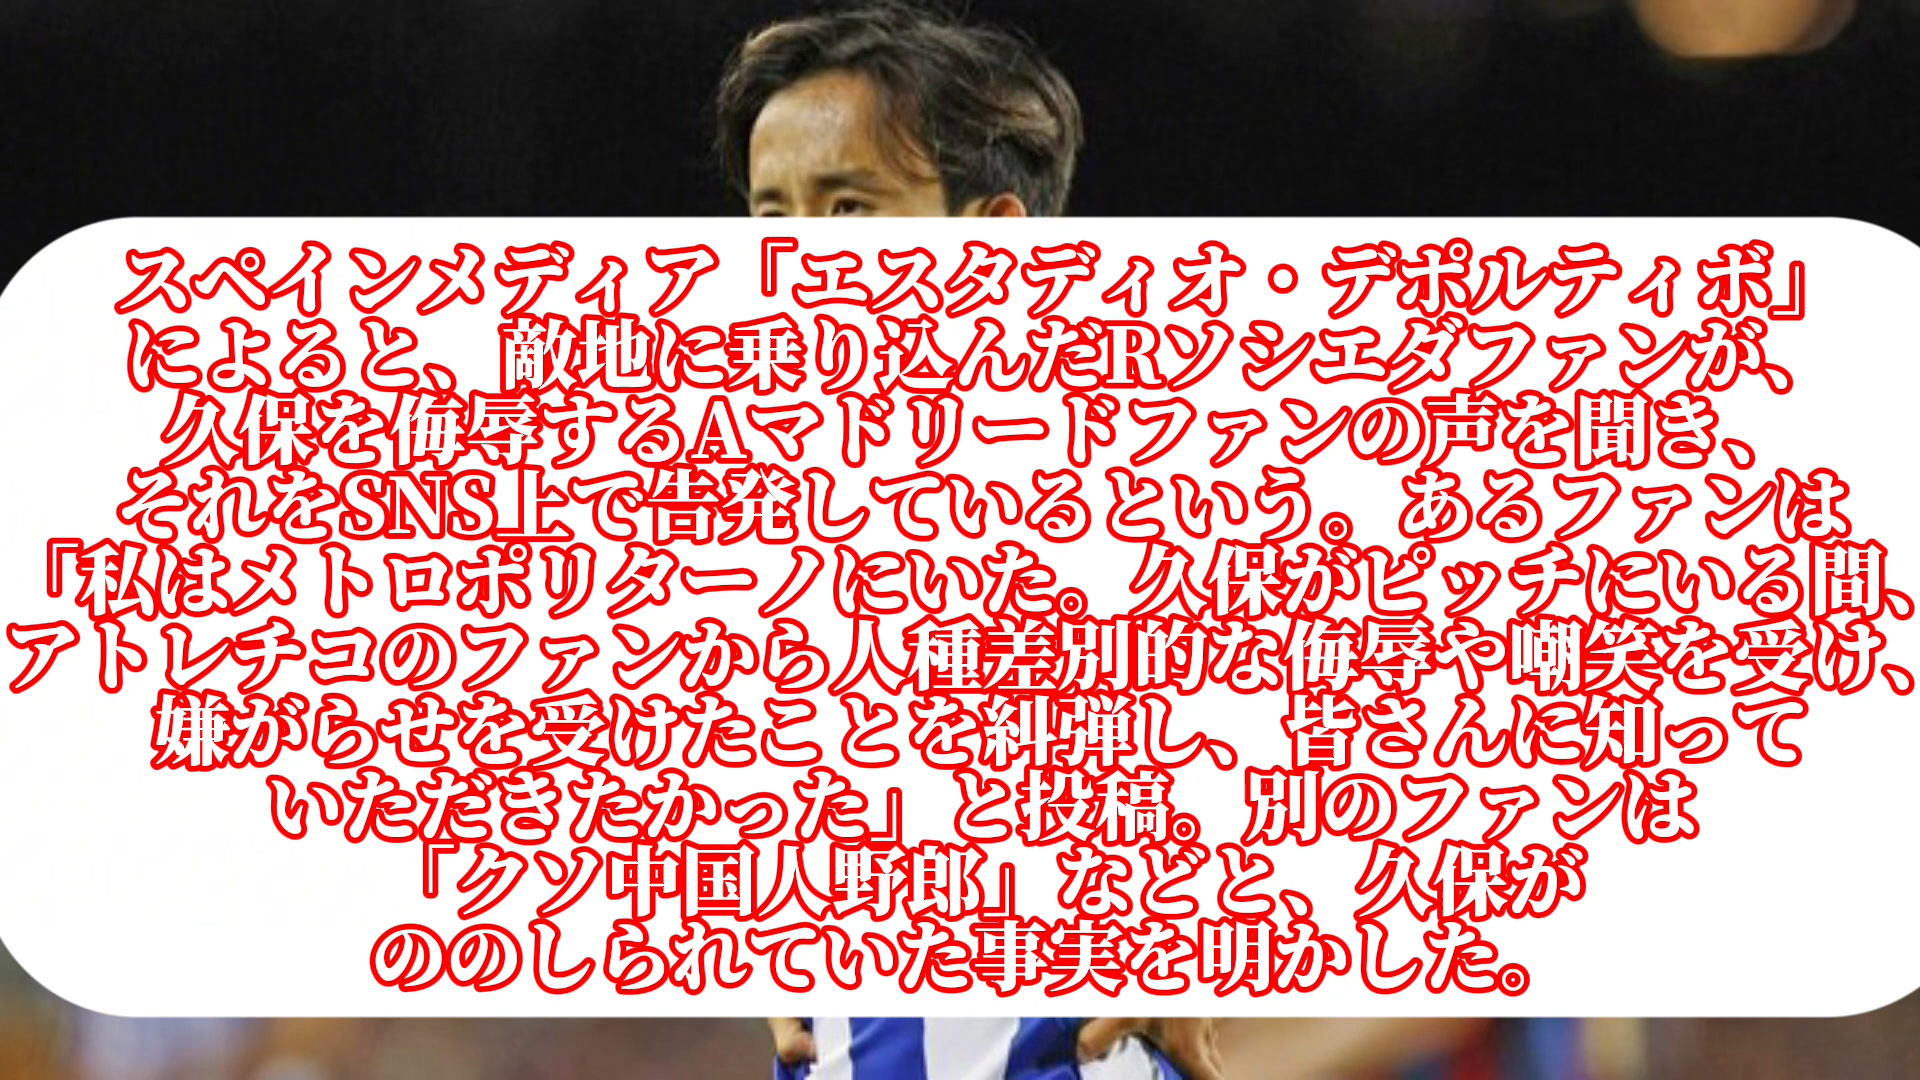 スペインメディア「エスタディオ・デポルティボ」
によると、敵地に乗り込んだRソシエダファンが、
久保を侮辱するAマドリードファンの声を聞き、
それをSNS上で告発しているという。あるファンは
「私はメトロポリターノにいた。久保がピッチにいる間、
アトレチコのファンから人種差別的な侮辱や嘲笑を受け、
嫌がらせを受けたことを糾弾し、皆さんに知って
いただきたかった」と投稿。別のファンは
「クソ中国人野郎」などと、久保が
ののしられていた事実を明かした。